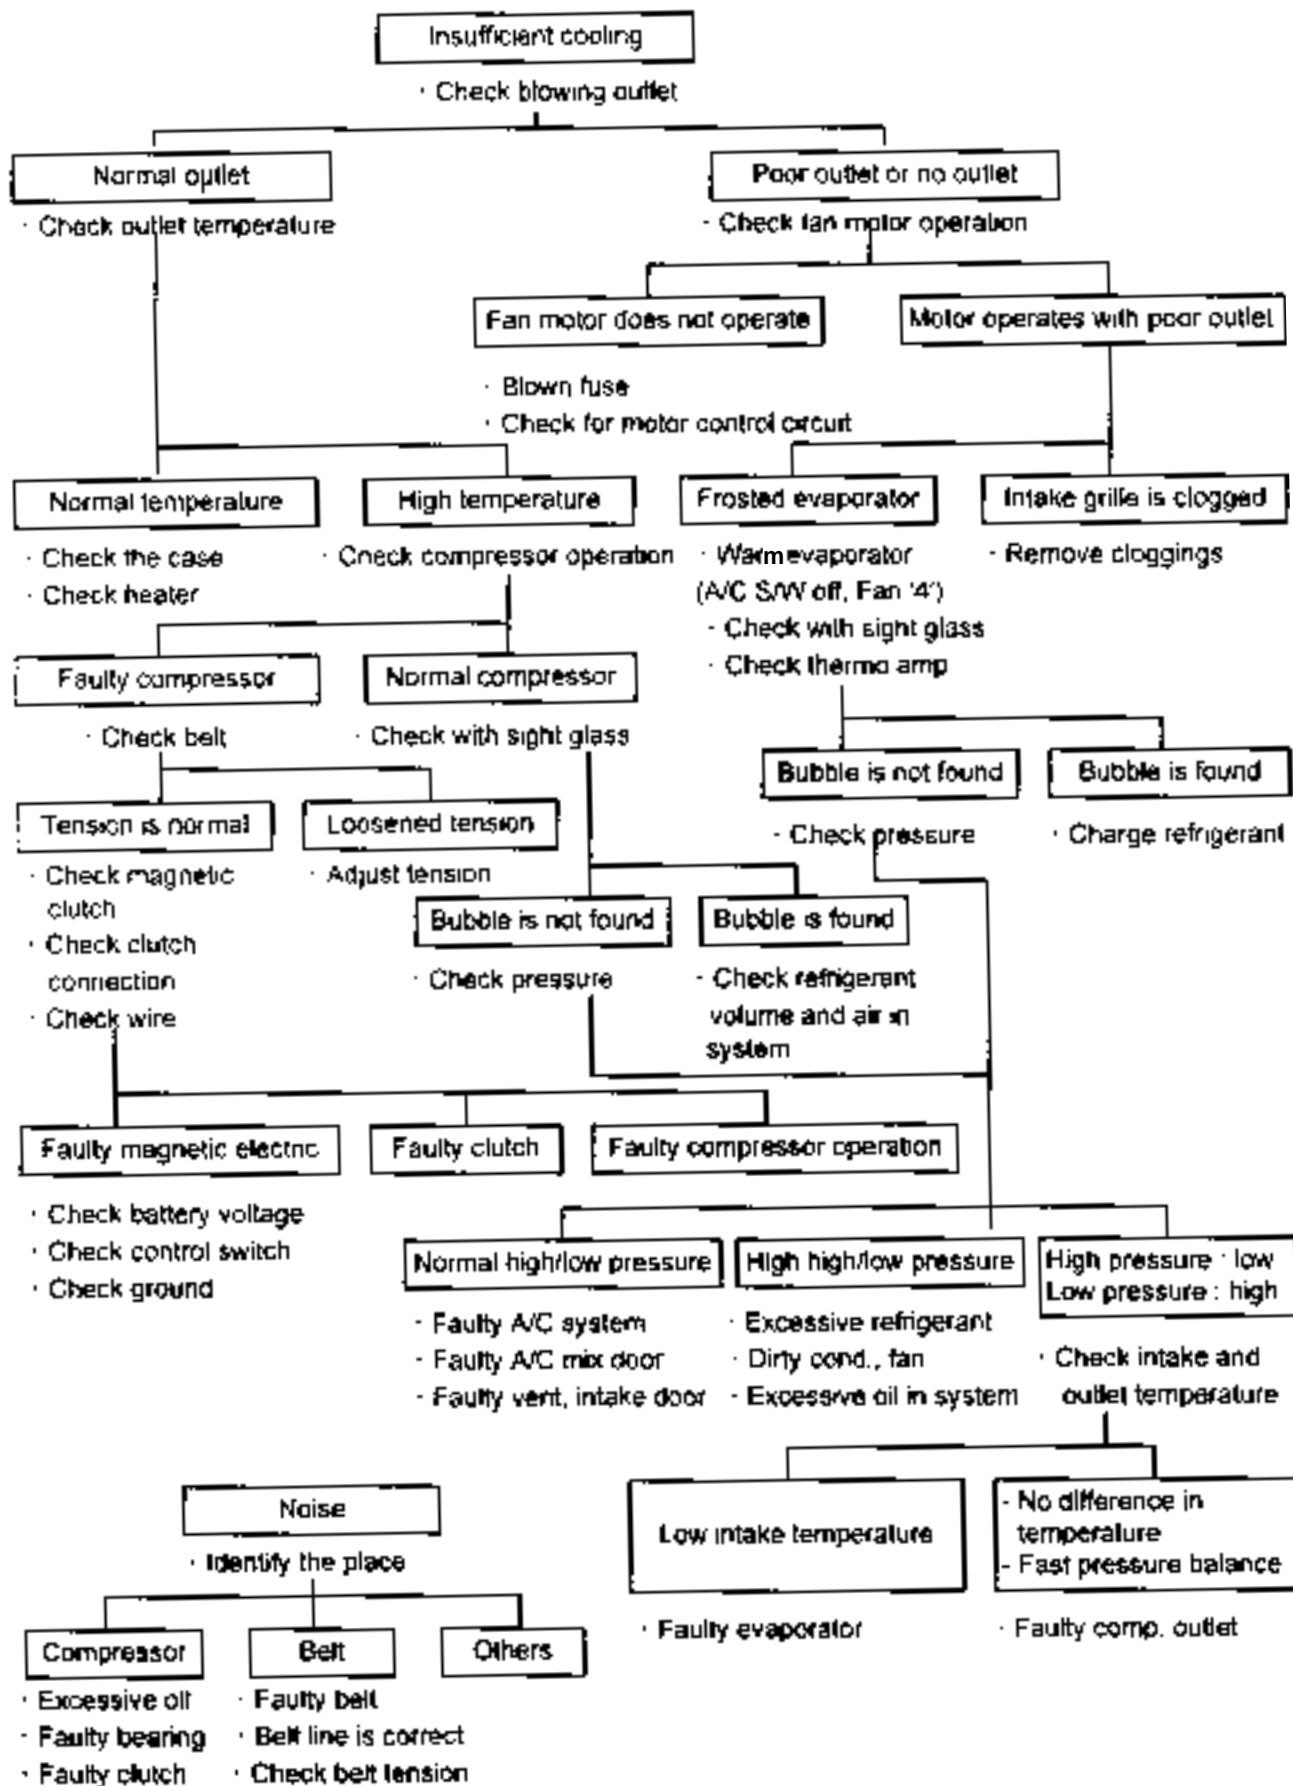 Insufficient cooling
· Check blowing outlet
Normal outlet
· Check outlet temperature
Poor outlet or no outlet
· Check fan motor operation
Fan motor does not operate
· Blown fuse
· Check for motor control circuit
Motor operates with poor outlet
Normal temperature
· Check the case
· Check heater
High temperature
· Check compressor operation
Frosted evaporator
· Warm evaporator
(A/C S/W off, Fan '4')
· Check with sight glass
· Check thermo amp
Intake grille is clogged
· Remove cloggings
Faulty compressor
· Check belt
Normal compressor
· Check with sight glass
Bubble is not found
· Check pressure
Bubble is found
· Charge refrigerant
Tension is normal
· Check magnetic
clutch
· Check clutch
connection
· Check wire
Loosened tension
· Adjust tension
Bubble is not found
· Check pressure
Bubble is found
· Check refrigerant
volume and air in
system
Faulty magnetic electric
· Check battery voltage
· Check control switch
· Check ground
Faulty clutch
Faulty compressor operation
Normal high/low pressure
· Faulty A/C system
· Faulty A/C mix door
· Faulty vent, intake door
High high/low pressure
· Excessive refrigerant
· Dirty cond., fan
· Excessive oil in system
High pressure : low
Low pressure : high
· Check intake and
outlet temperature
Low intake temperature
· Faulty evaporator
- No difference in
temperature
- Fast pressure balance
· Faulty comp. outlet
Noise
· Identify the place
Compressor
· Excessive oil
· Faulty bearing
· Faulty clutch
Belt
· Faulty belt
· Belt line is correct
· Check belt tension
Others